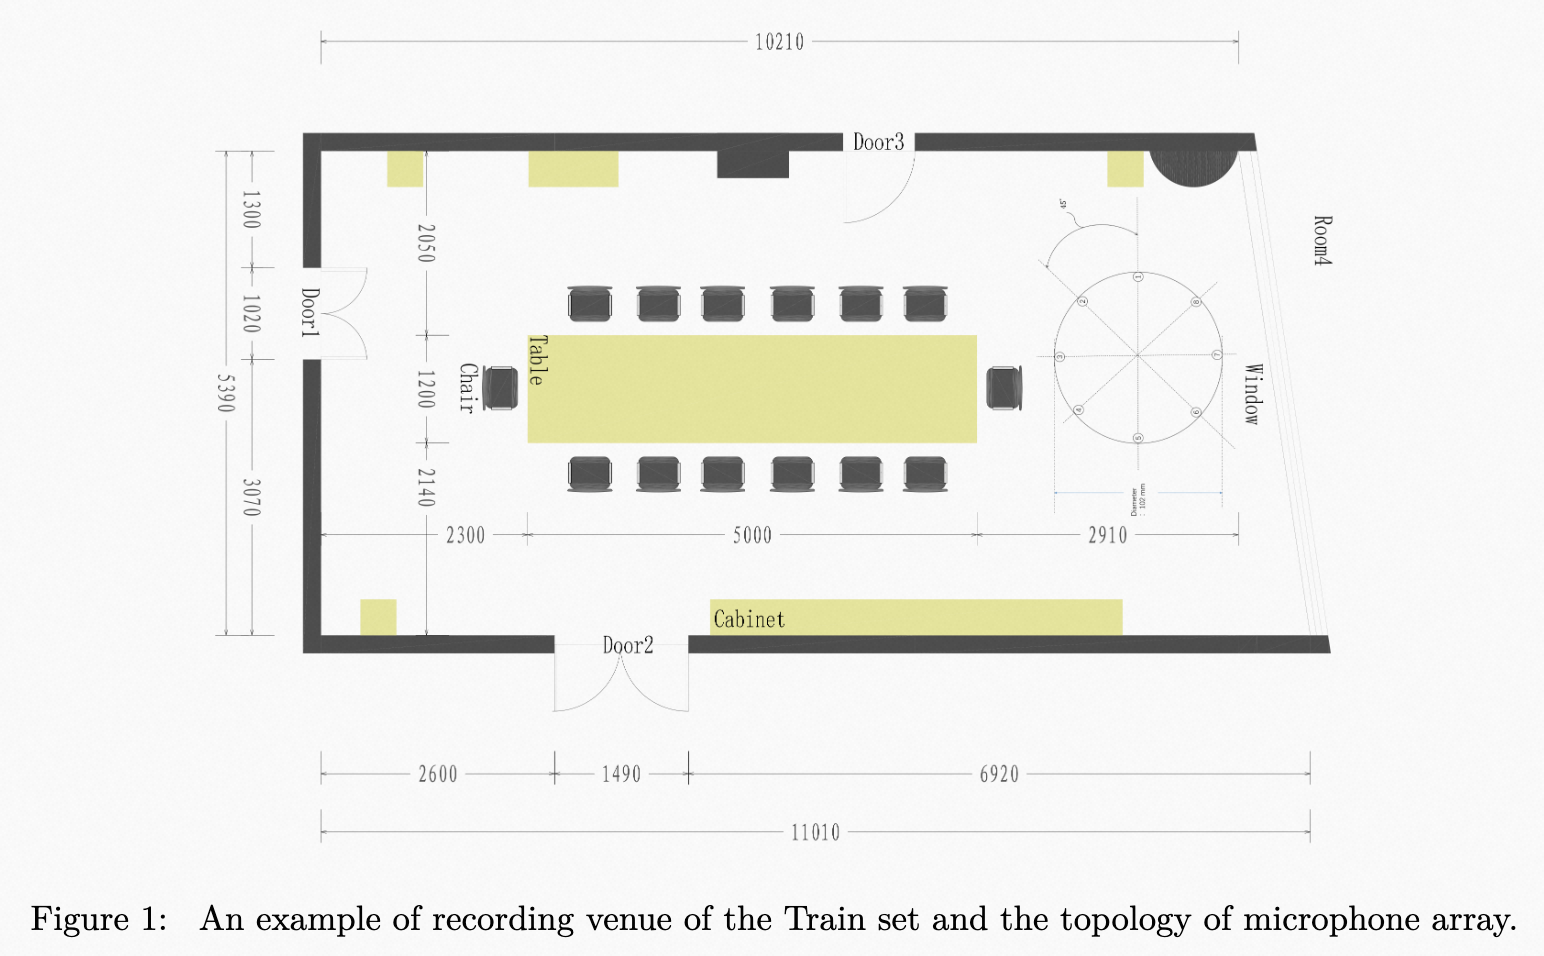 10210
Door3
1300
2050
45°
Room4
1
2
8
Door1
1020
Table
3
7
Window
5390
1200
Chair
4
6
5
3070
2140
Diameter
: 102 mm
2300
5000
2910
Cabinet
Door2
2600
1490
6920
11010
Figure 1: An example of recording venue of the Train set and the topology of microphone array.